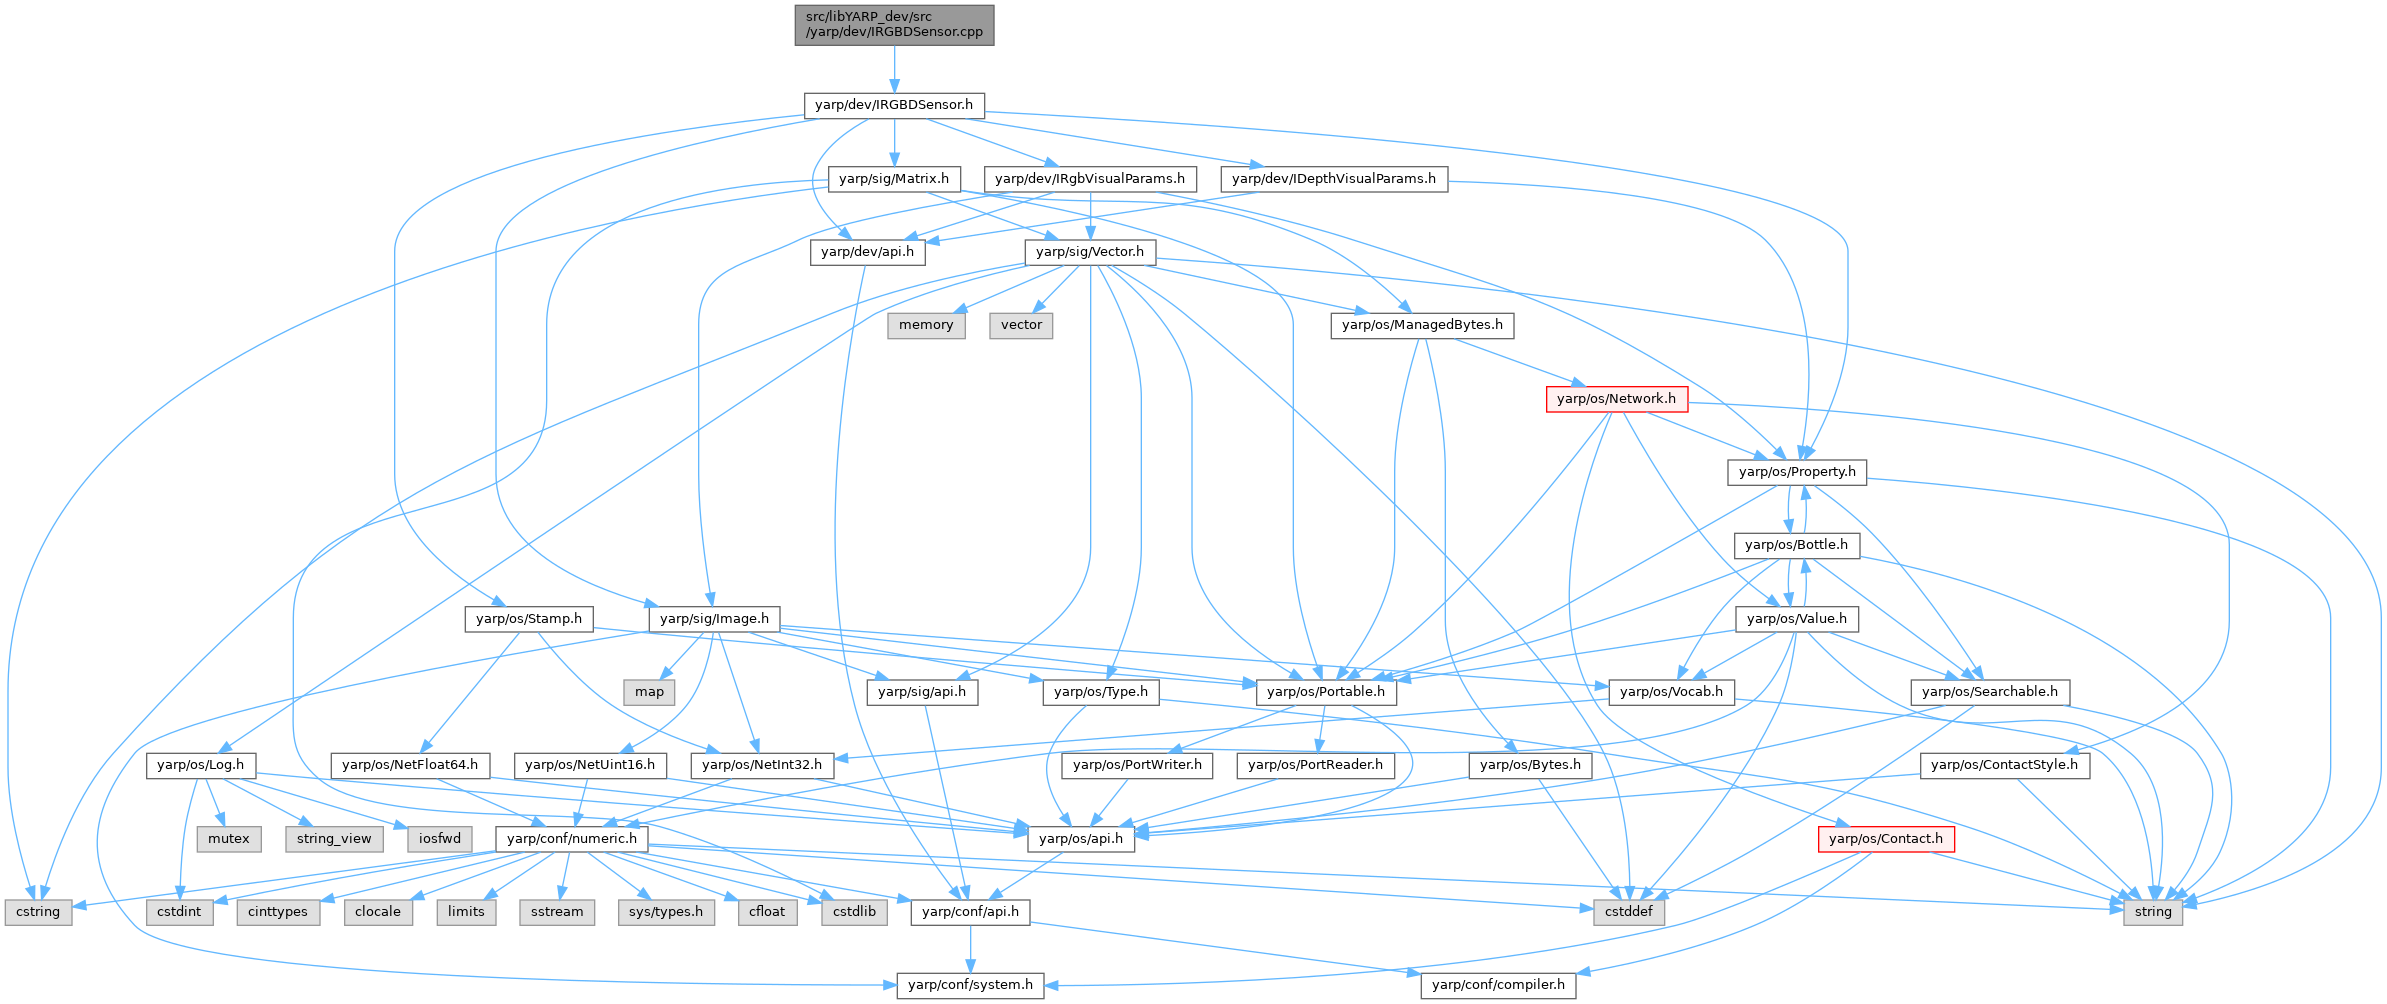 src/libYARP_dev/src
/yarp/dev/IRGBDSensor.cpp
yarp/dev/IRGBDSensor.h
yarp/sig/Matrix.h
yarp/dev/IRgbVisualParams.h
yarp/dev/IDepthVisualParams.h
yarp/dev/api.h
yarp/sig/Vector.h
memory
vector
yarp/os/ManagedBytes.h
yarp/os/Network.h
yarp/os/Property.h
yarp/os/Bottle.h
yarp/os/Stamp.h
yarp/sig/Image.h
yarp/os/Value.h
map
yarp/sig/api.h
yarp/os/Type.h
yarp/os/Portable.h
yarp/os/Vocab.h
yarp/os/Searchable.h
yarp/os/Log.h
yarp/os/NetFloat64.h
yarp/os/NetUint16.h
yarp/os/NetInt32.h
yarp/os/PortWriter.h
yarp/os/PortReader.h
yarp/os/Bytes.h
yarp/os/ContactStyle.h
mutex
string_view
iosfwd
yarp/conf/numeric.h
yarp/os/api.h
yarp/os/Contact.h
cstring
cstdint
cinttypes
clocale
limits
sstream
sys/types.h
cfloat
cstdlib
yarp/conf/api.h
cstddef
string
yarp/conf/system.h
yarp/conf/compiler.h